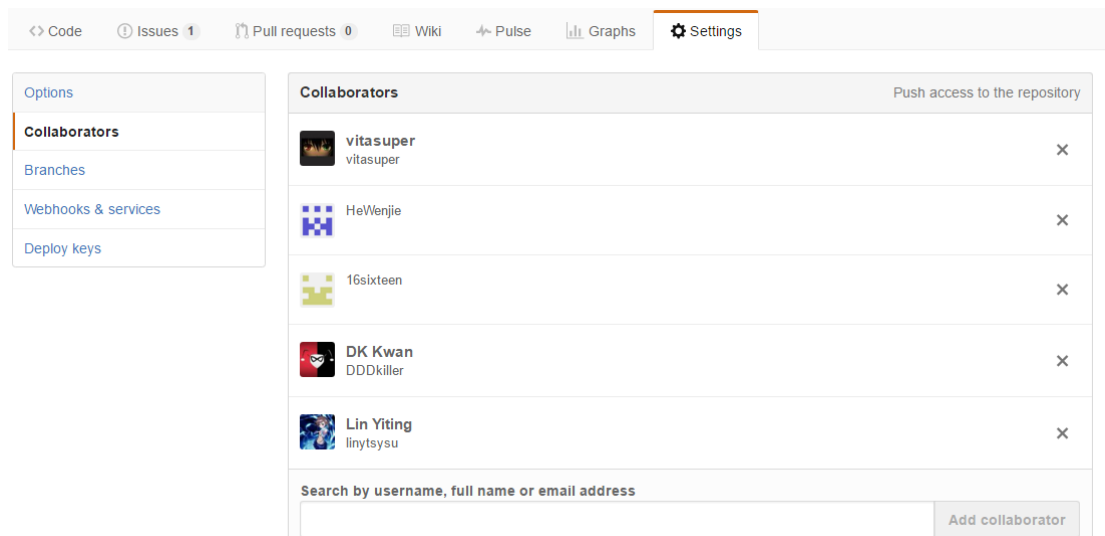 Code Issues 1 Pull requests 0 Wiki Pulse Graphs Settings
Options
Collaborators
Branches
Webhooks & services
Deploy keys
Collaborators Push access to the repository
vitasuper
vitasuper
HeWenjie
16sixteen
DK Kwan
DDDkiller
Lin Yiting
linytsysu
Search by username, full name or email address
Add collaborator